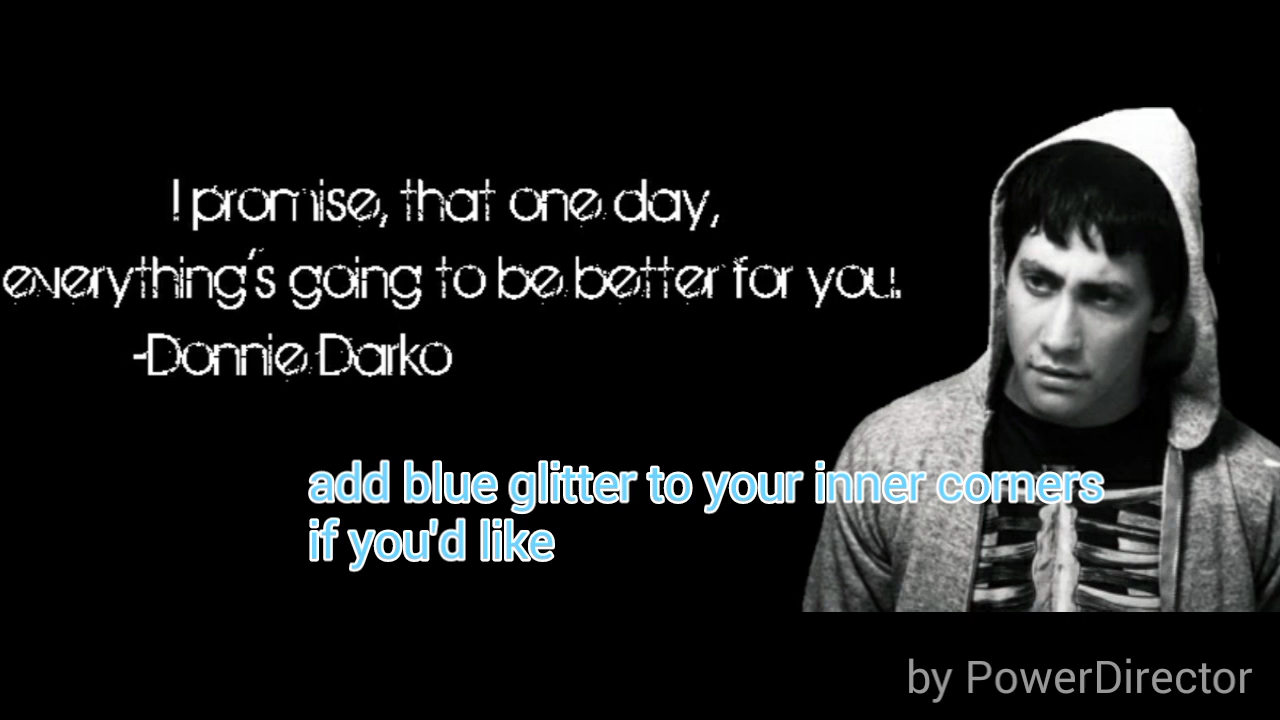 I promise, that one day,
everything's going to be better for you.
-Donnie Darko
add blue glitter to your inner corners
if you'd like
by PowerDirector